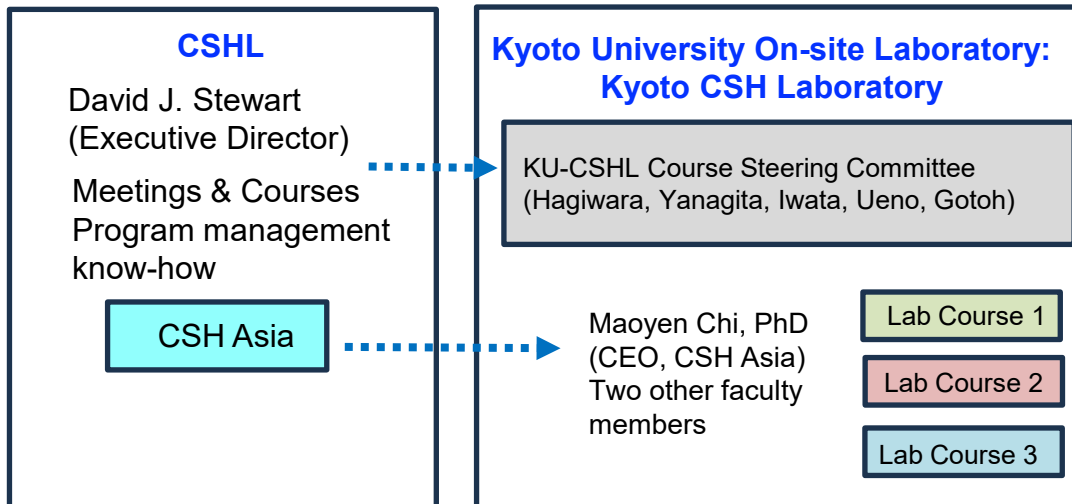 CSHL
David J. Stewart
(Executive Director)
Meetings & Courses
Program management
know-how
CSH Asia
Kyoto University On-site Laboratory:
Kyoto CSH Laboratory
KU-CSHL Course Steering Committee
(Hagiwara, Yanagita, Iwata, Ueno, Gotoh)
Maoyen Chi, PhD
(CEO, CSH Asia)
Two other faculty
members
Lab Course 1
Lab Course 2
Lab Course 3